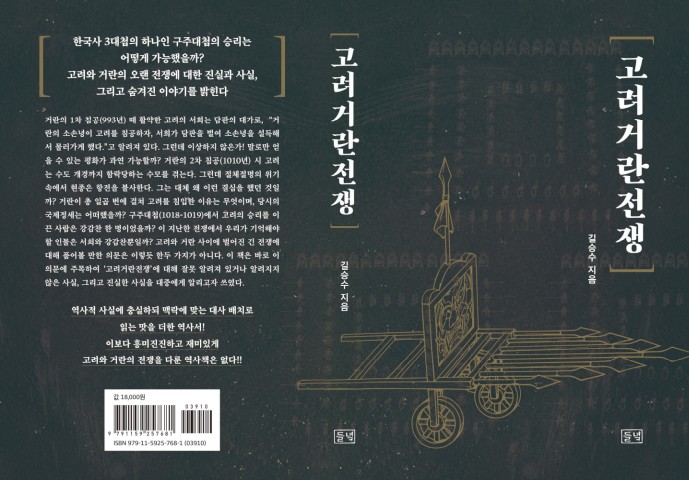 한국사 3대첩의 하나인 구주대첩의 승리는
어떻게 가능했을까?
고려와 거란의 오랜 전쟁에 대한 진실과 사실,
그리고 숨겨진 이야기를 밝힌다
거란의 1차 침공(993년) 때 활약한 고려의 서희는 담판의 대가로, “거
란의 소손녕이 고려를 침공하자, 서희가 담판을 벌여 소손녕을 설득해
서 물러가게 했다.”고 알려져 있다. 그런데 이상하지 않은가! 말로만 얻
을 수 있는 평화가 과연 가능할까? 거란의 2차 침공(1010년) 시 고려
는 수도 개경까지 함락당하는 수모를 겪는다. 그런데 절체절명의 위기
속에서 현종은 항전을 불사한다. 그는 대체 왜 이런 결심을 했던 것일
까? 거란이 총 일곱 번에 걸쳐 고려를 침입한 이유는 무엇이며, 당시의
국제정세는 어떠했을까? 구주대첩(1018-1019)에서 고려의 승리를 이
끈 사람은 강감찬 한 명이었을까? 이 지난한 전쟁에서 우리가 기억해야
할 인물은 서희와 강감찬뿐일까? 고려와 거란 사이에 벌어진 긴 전쟁에
대해 품어볼 만한 의문은 이렇듯 한두 가지가 아니다. 이 책은 바로 이
의문에 주목하여 ‘고려거란전쟁’에 대해 잘못 알려져 있거나 알려지지
않은 사실, 그리고 진실한 사실을 대중에게 알리고자 쓰였다.
역사적 사실에 충실하되 맥락에 맞는 대사 배치로
읽는 맛을 더한 역사서!
이보다 흥미진진하고 재미있게
고려와 거란의 전쟁을 다룬 역사책은 없다!!
값 18,000원
03910
9 791159 257681
ISBN 979-11-5925-768-1 (03910)
고려거란전쟁
길승수 지음
들녘
고려거란전쟁
길승수 지음
들녘